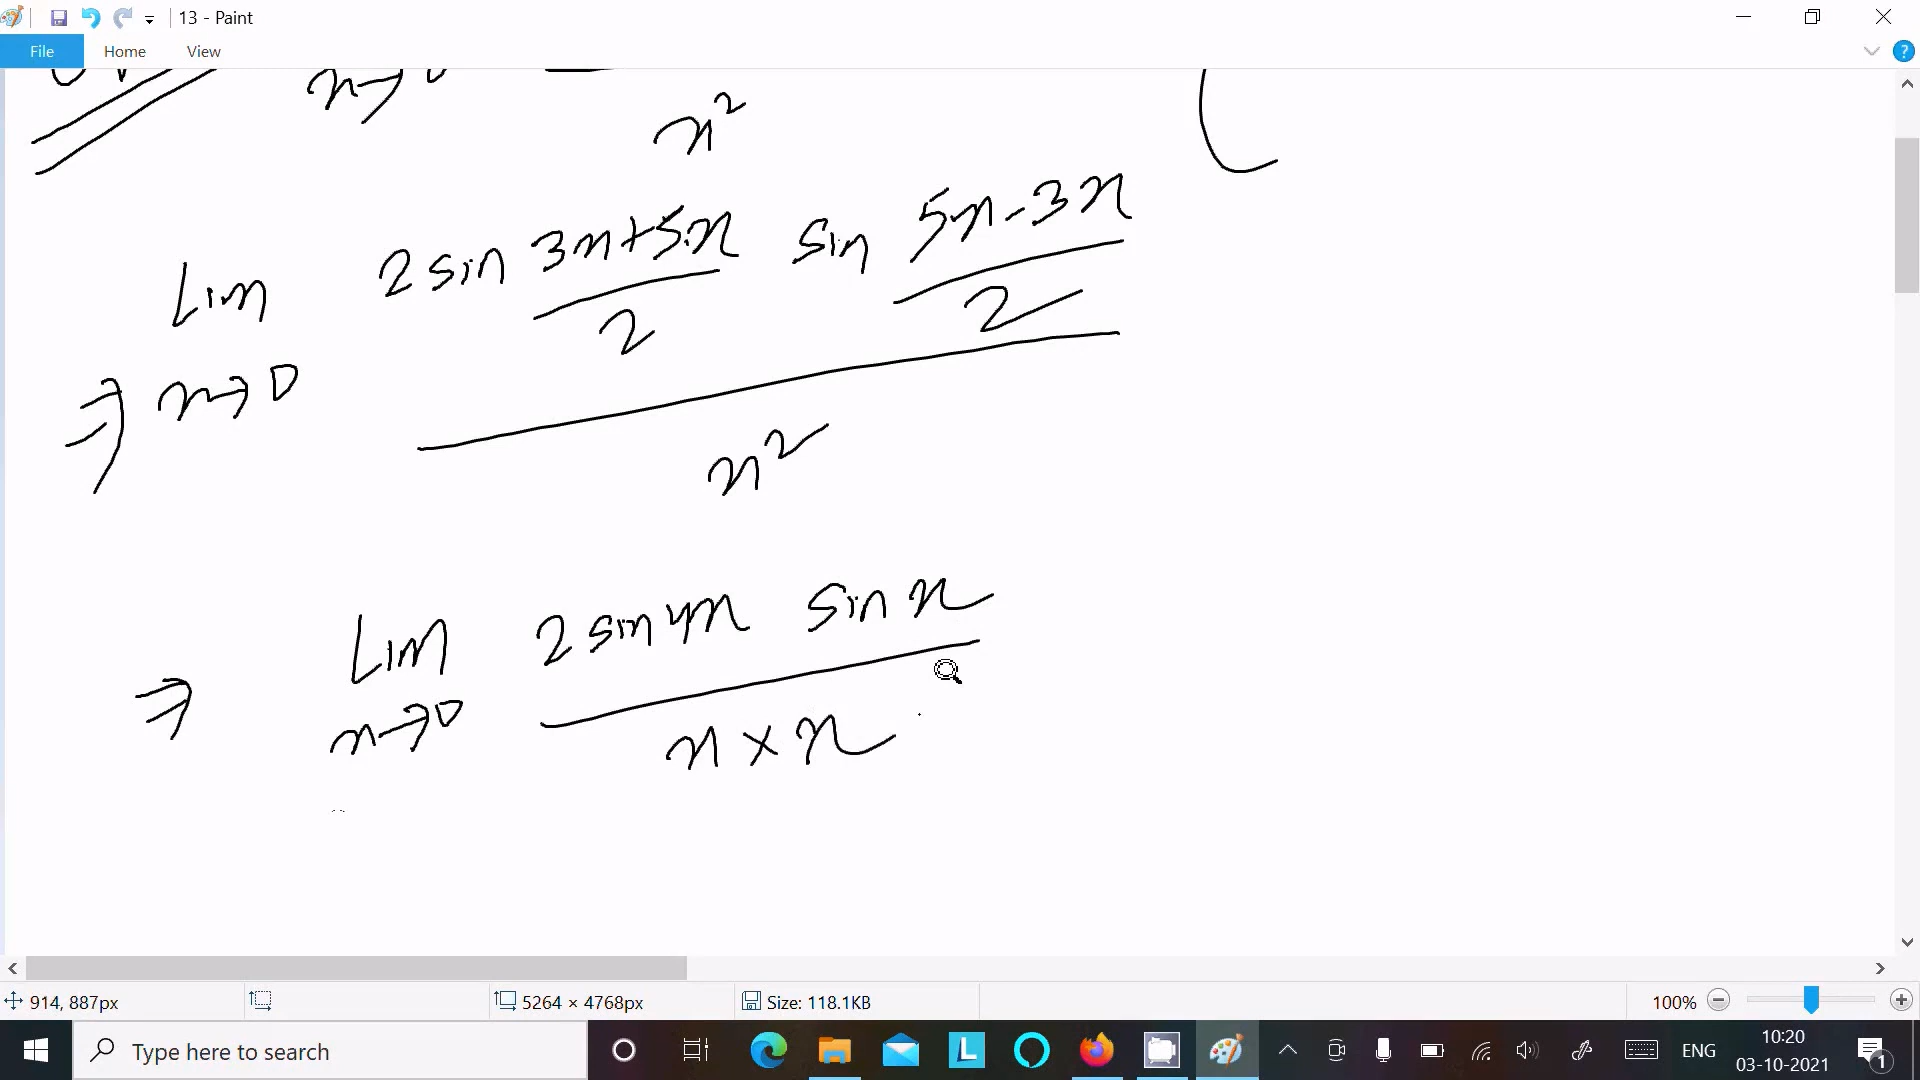 13 - Paint
File Home View
x→0
x²
Lim 2 sin 3x+5x/2 sin 5x-3x/2
⇒ x→0
x²
Lim 2 sin 4x sin x
⇒ x→0 x × x
914, 887px 5264 × 4768px Size: 118.1KB 100%
Type here to search
L
ENG
10:20
03-10-2021
1